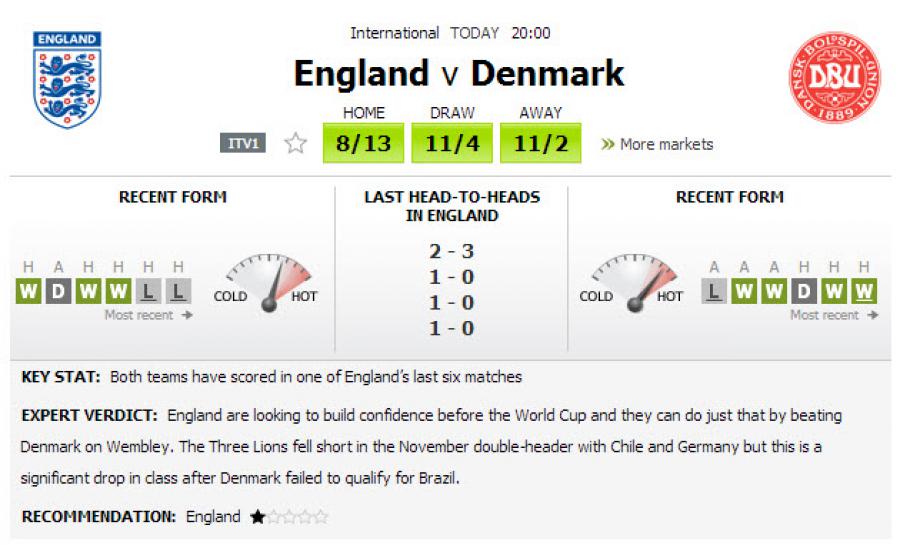 ENGLAND
International TODAY 20:00
England v Denmark
DANSK BOLDSPIL UNION
DBU
1889
HOME DRAW AWAY
ITV1 8/13 11/4 11/2 » More markets
RECENT FORM
H A H H H H
W D W W L L
Most recent →
COLD HOT
LAST HEAD-TO-HEADS
IN ENGLAND
2 - 3
1 - 0
1 - 0
1 - 0
RECENT FORM
A A A H H H
L W W D W W
Most recent →
COLD HOT
KEY STAT: Both teams have scored in one of England's last six matches
EXPERT VERDICT: England are looking to build confidence before the World Cup and they can do just that by beating
Denmark on Wembley. The Three Lions fell short in the November double-header with Chile and Germany but this is a
significant drop in class after Denmark failed to qualify for Brazil.
RECOMMENDATION: England ★☆☆☆☆